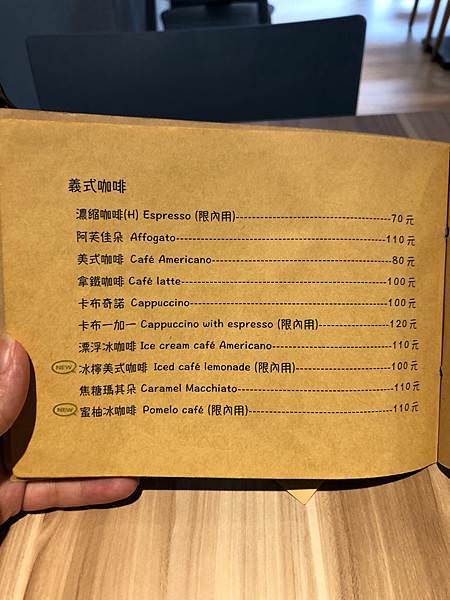 義式咖啡
濃縮咖啡(H) Espresso (限內用)----------70元
阿芙佳朵 Affogato----------110元
美式咖啡 Café Americano----------80元
拿鐵咖啡 Café latte----------100元
卡布奇諾 Cappuccino----------100元
卡布一加一 Cappuccino with espresso (限內用)----------120元
漂浮冰咖啡 Ice cream café Americano----------110元
NEW 冰檸美式咖啡 Iced café lemonade (限內用)----------100元
焦糖瑪其朵 Caramel Macchiato----------110元
NEW 蜜柚冰咖啡 Pomelo café (限內用)----------110元